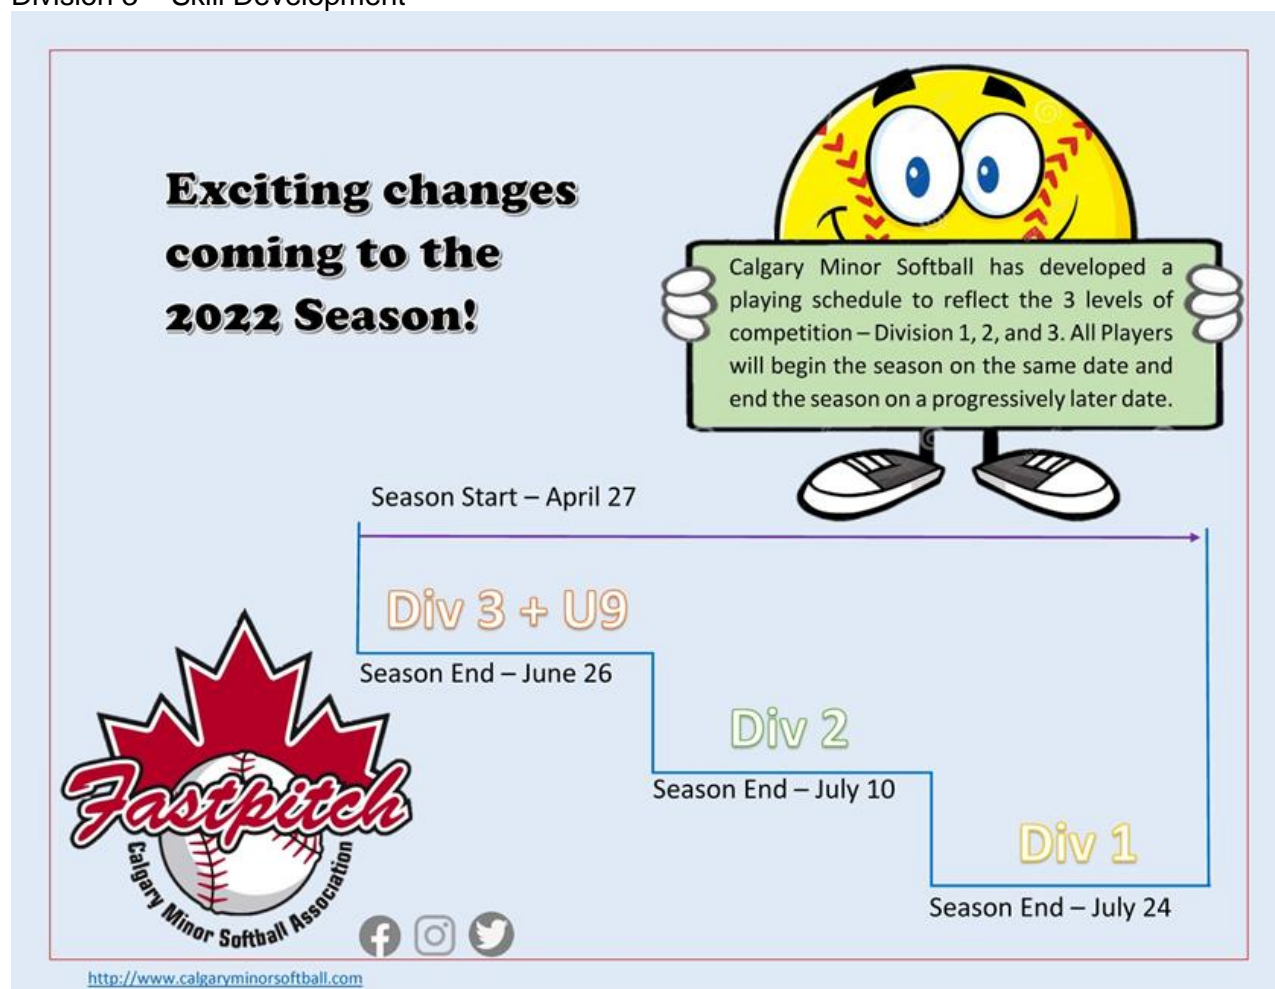 Division 3 – Skill Development
Exciting changes
coming to the
2022 Season!
Calgary Minor Softball has developed a
playing schedule to reflect the 3 levels of
competition – Division 1, 2, and 3. All Players
will begin the season on the same date and
end the season on a progressively later date.
Season Start – April 27
Div 3 + U9
Season End – June 26
Div 2
Season End – July 10
Div 1
Season End – July 24
Fastpitch
Calgary Minor Softball Association
http://www.calgaryminorsoftball.com